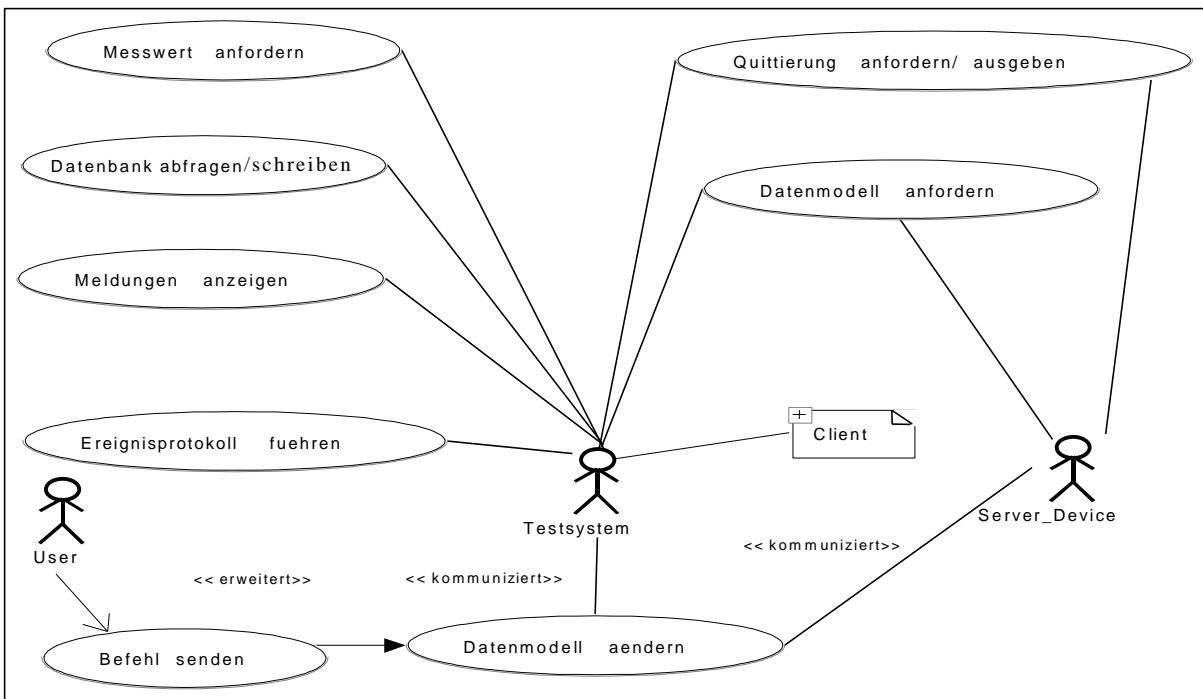 Messwert anfordern
Quittierung anfordern/ ausgeben
Datenbank abfragen/schreiben
Datenmodell anfordern
Meldungen anzeigen
Ereignisprotokoll fuehren
Client
Testsystem
Server_Device
User
<< erweitert>>
<< kommuniziert>>
<< kommuniziert>>
Befehl senden
Datenmodell aendern